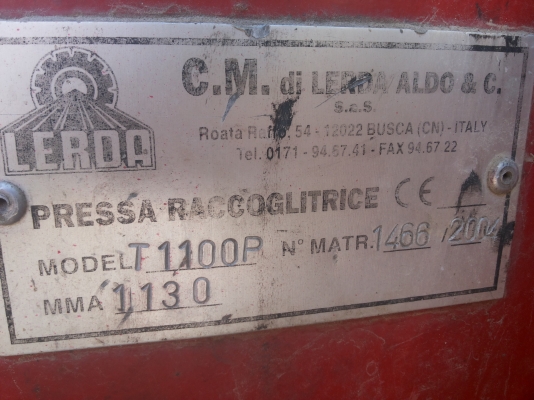 C.M. di LERDA ALDO & C.
S.a.S.
Roata Raffo, 54 - 12022 BUSCA (CN) - ITALY
Tel. 0171 - 94.67.41 - FAX 94.67.22
LERDA
PRESSA RACCOGLITRICE CE
MODEL T1100P N° MATR. 1466 / 2004
MMA 1130